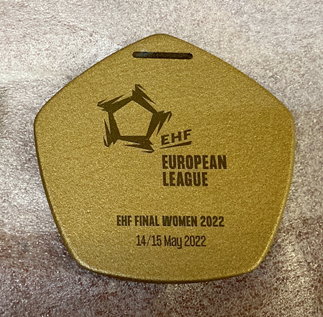 EHF
EUROPEAN
LEAGUE
EHF FINAL WOMEN 2022
14/15 May 2022